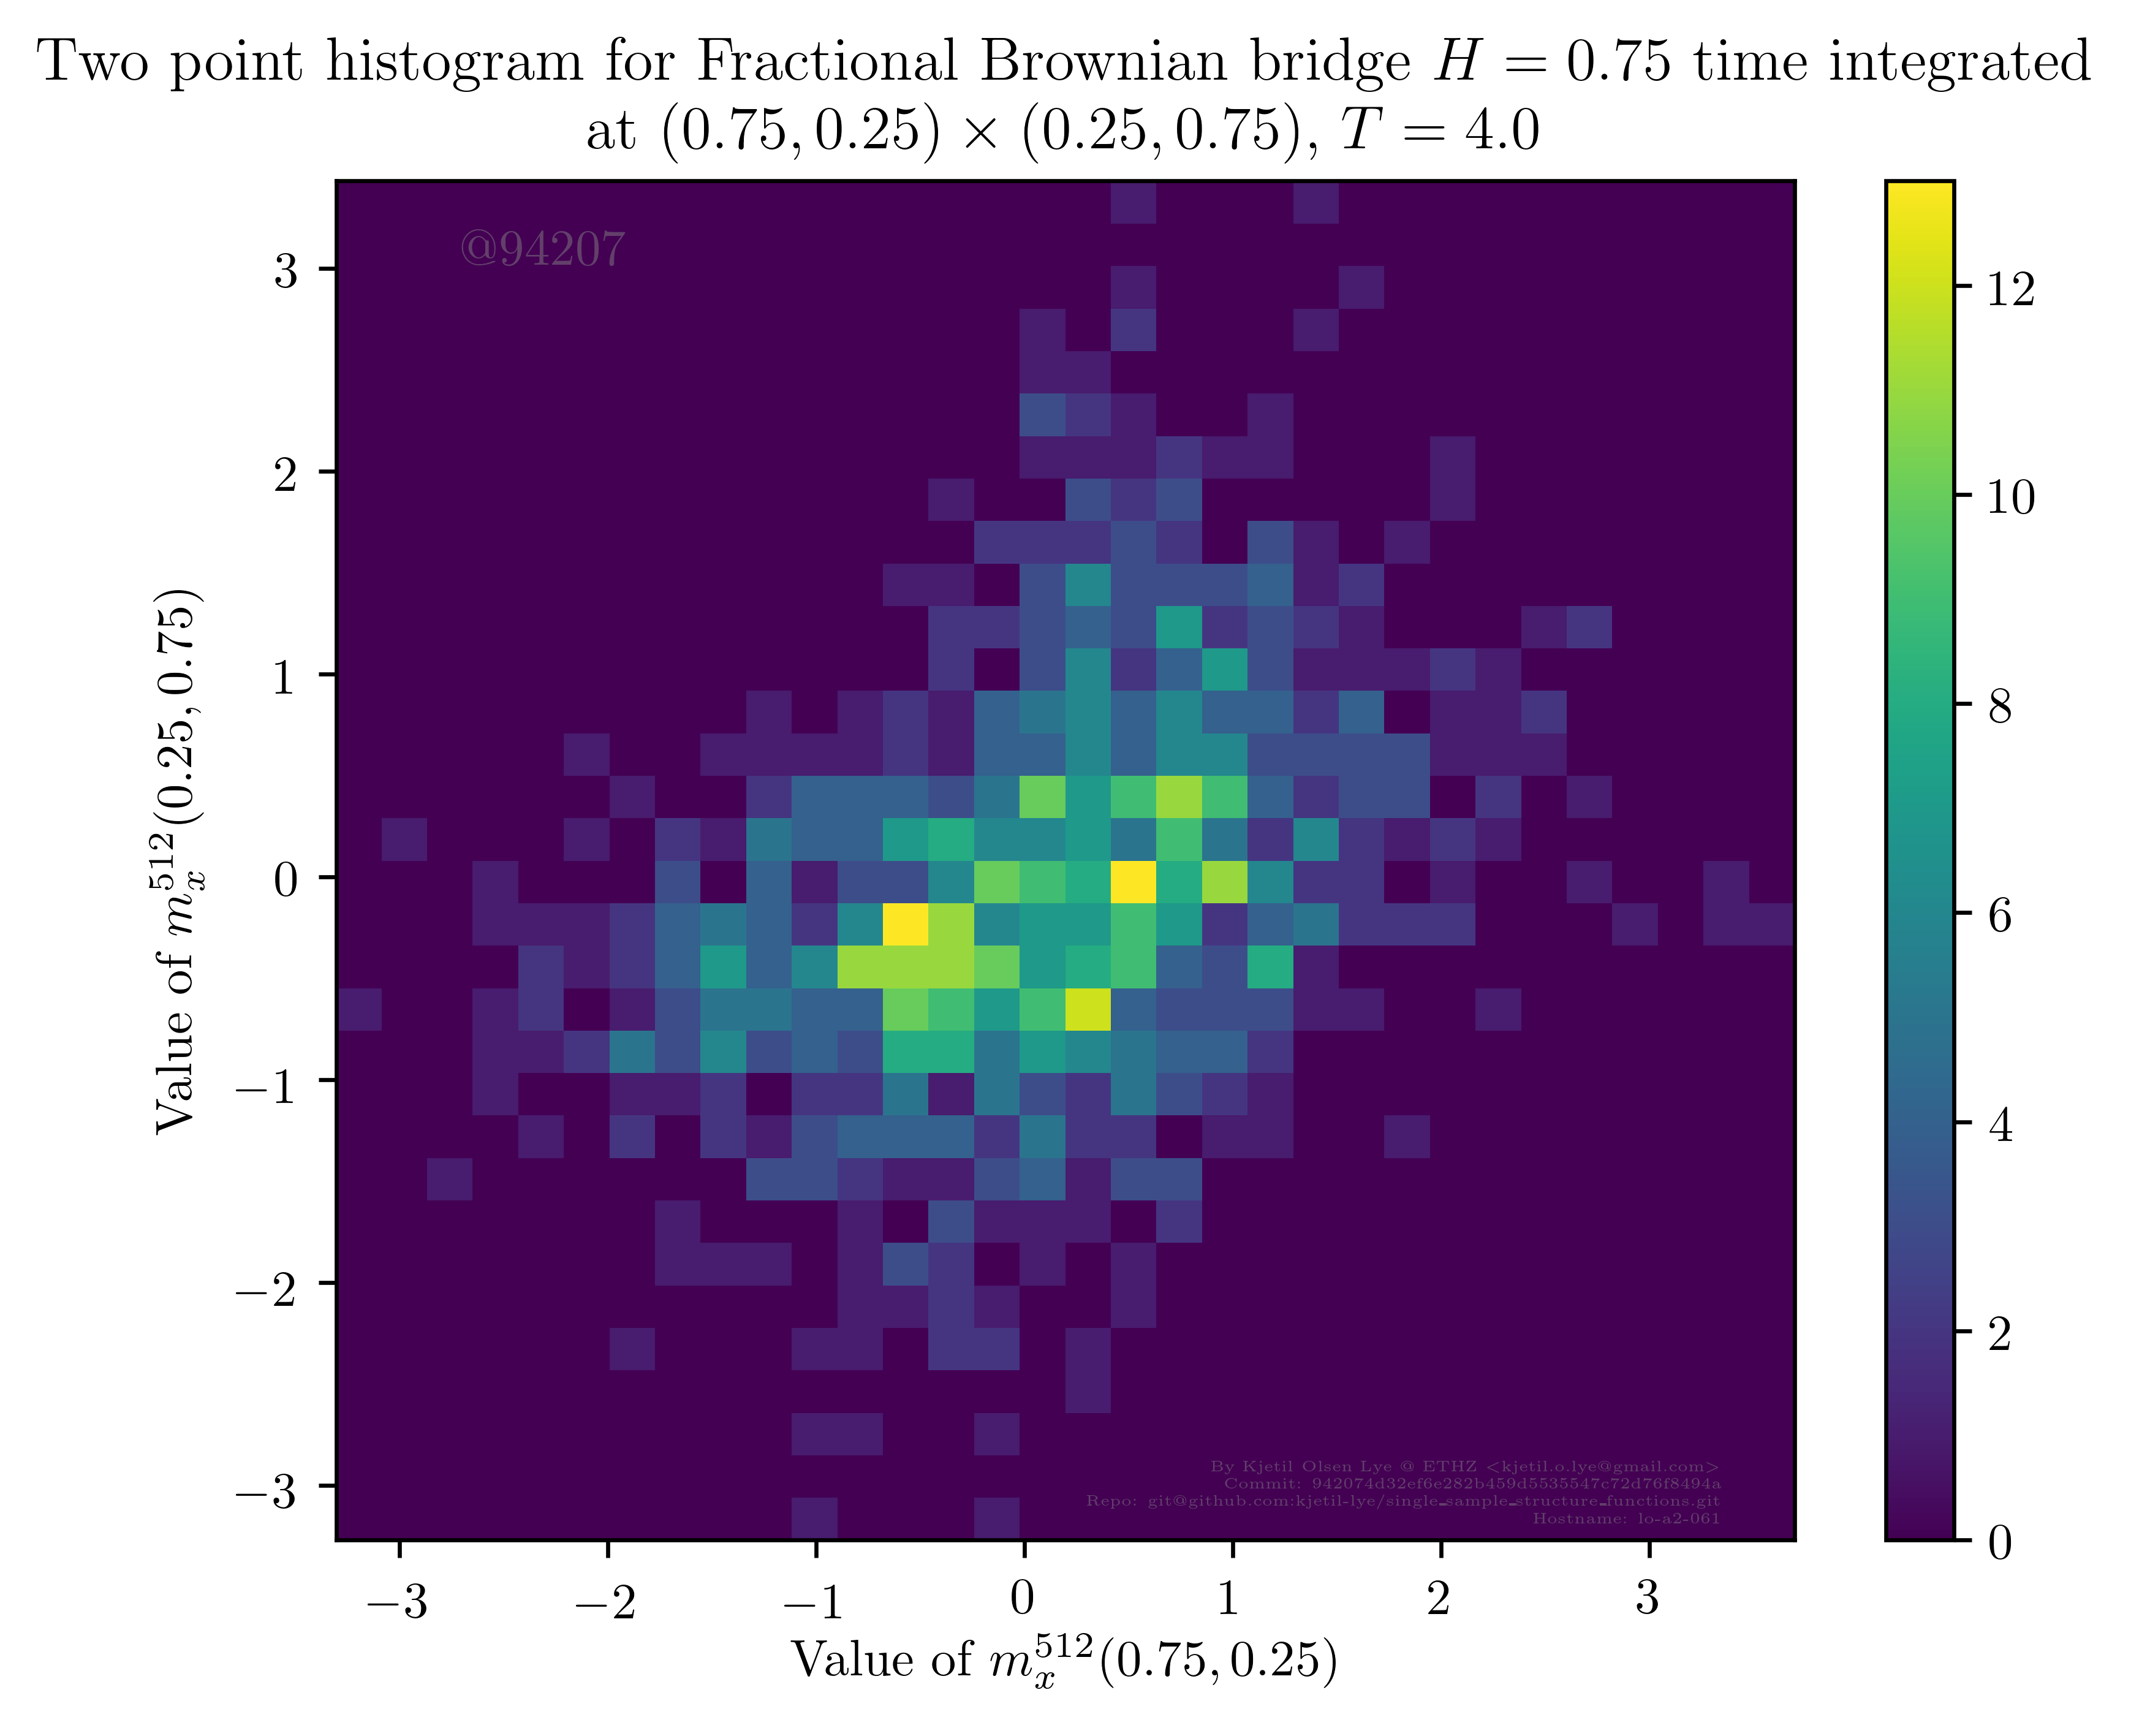 Two point histogram for Fractional Brownian bridge H = 0.75 time integrated
at (0.75, 0.25) × (0.25, 0.75), T = 4.0
@94207
3
2
1
0
−1
−2
−3
Value of m_x^512(0.25, 0.75)
−3 −2 −1 0 1 2 3
Value of m_x^512(0.75, 0.25)
12
10
8
6
4
2
0
By Kjetil Olsen Lye @ ETHZ <kjetil.o.lye@gmail.com>
Commit: 942074d32ef6e282b459d5535547c72d76f8494a
Repo: git@github.com:kjetil-lye/single_sample_structure_functions.git
Hostname: lo-a2-061